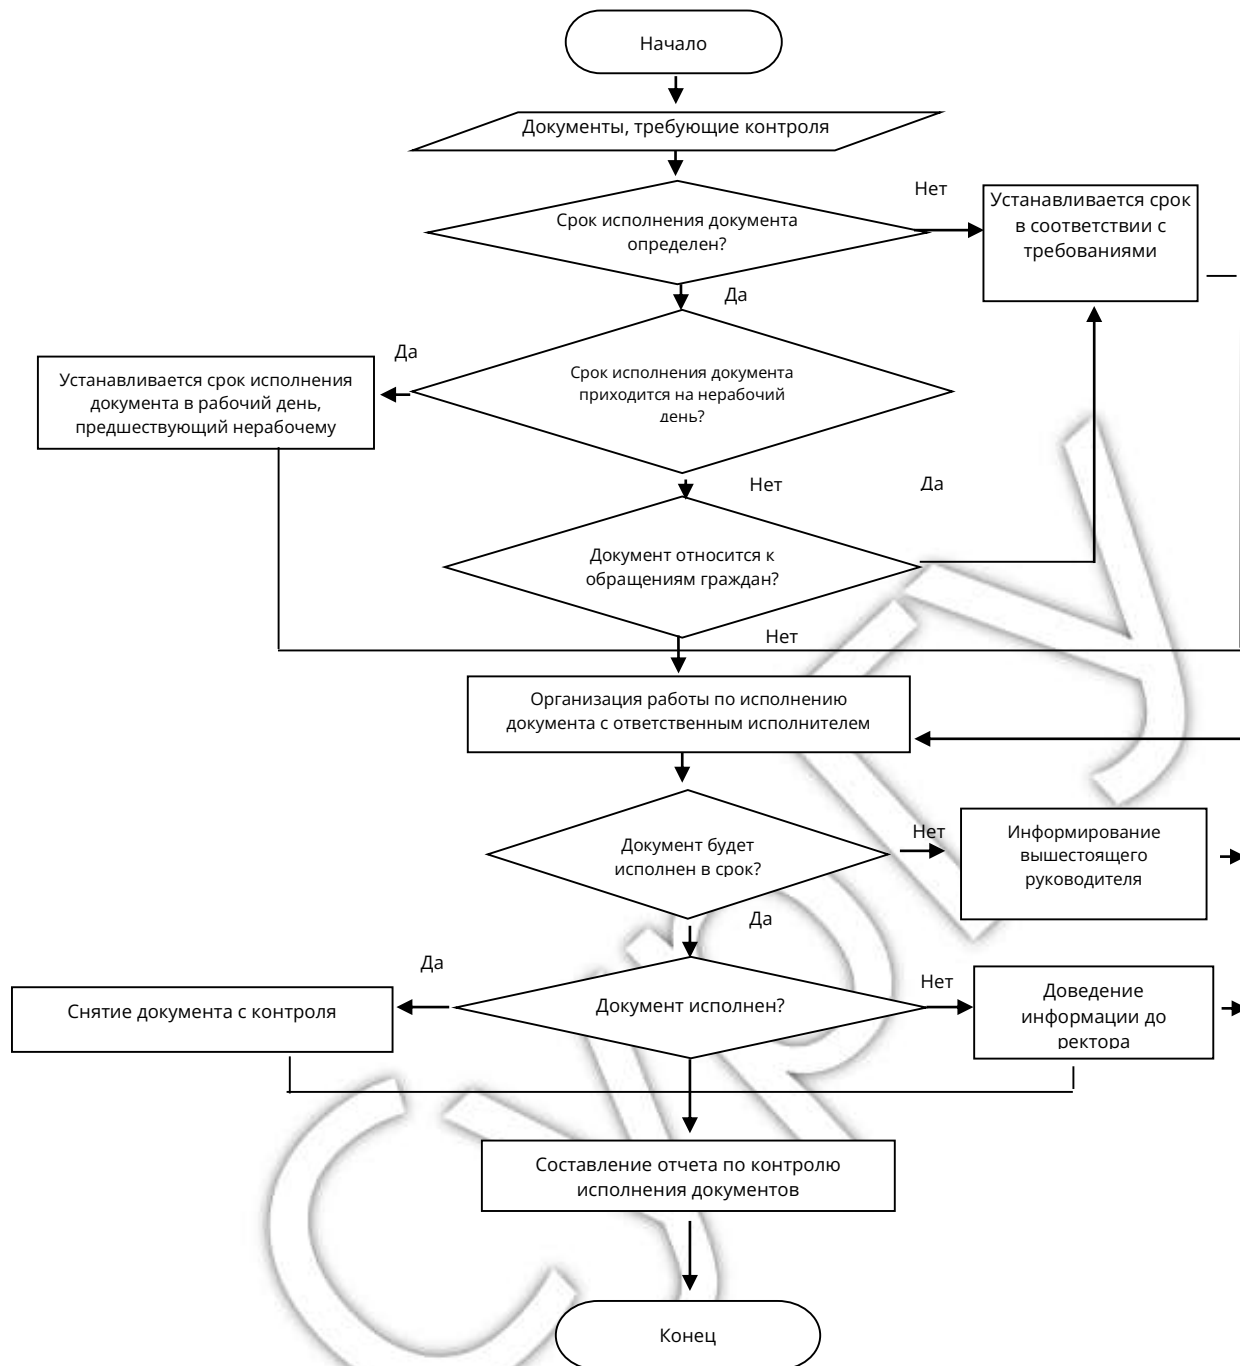 Начало
Документы, требующие контроля
Нет
Срок исполнения документа
определен?
Устанавливается срок
в соответствии с
требованиями
Да
Да
Устанавливается срок исполнения
документа в рабочий день,
предшествующий нерабочему
Срок исполнения документа
приходится на нерабочий
день?
Нет
Да
Документ относится к
обращениям граждан?
Нет
Организация работы по исполнению
документа с ответственным исполнителем
Документ будет
исполнен в срок?
Нет
Информирование
вышестоящего
руководителя
Да
Да
Снятие документа с контроля
Документ исполнен?
Нет
Доведение
информации до
ректора
Составление отчета по контролю
исполнения документов
Конец